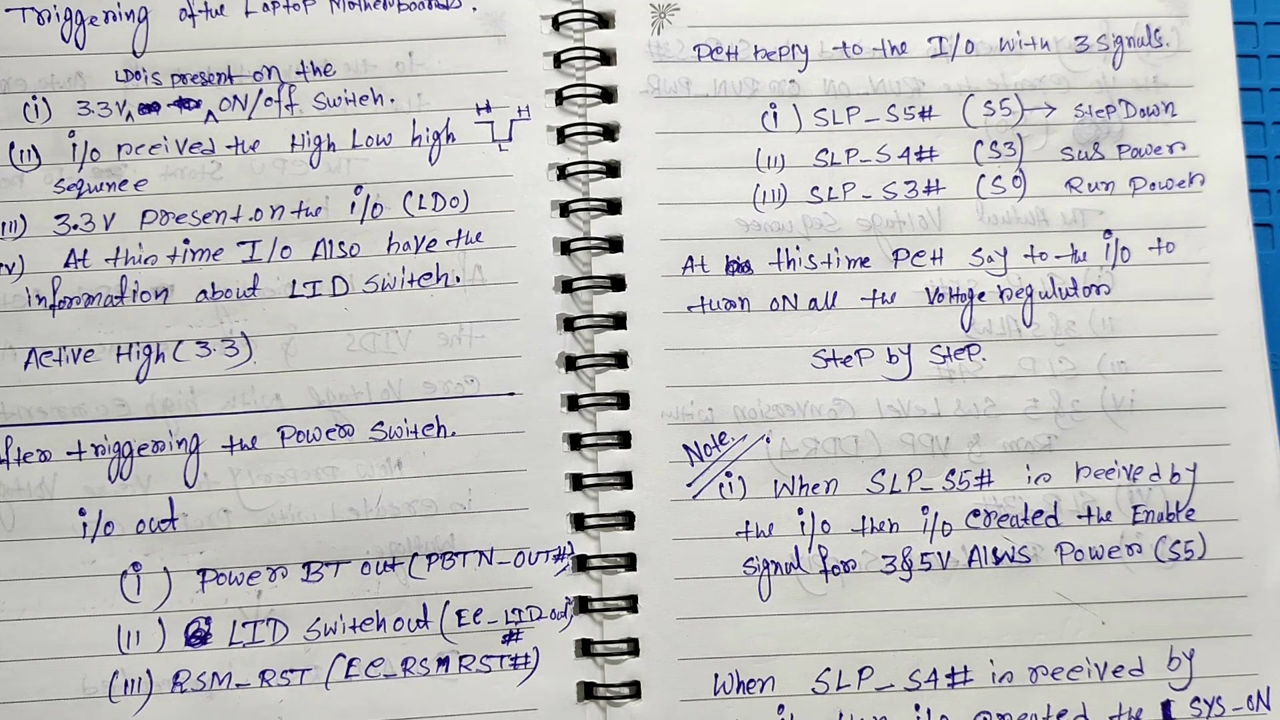 Triggering of the Laptop Motherboards.
LDO is present on the
(i) 3.3V ON/off Switch.
(ii) i/o received the High Low high
H H
L
Sequnee
(iii) 3.3V present on the i/o (LDO)
(iv) At this time I/o Also have the
information about LID Switch.
Active High (3.3)
After triggering the Power Switch.
i/o out
(i) Power BT out (PBTN_OUT#)
(ii) LID Switch out (EC_LID out#)
(iii) RSM_RST (EC_RSMRST#)
PCH reply to the I/o with 3 Signals.
(i) SLP_S5# (S5) → Step Down
(ii) SLP_S4# (S3) SUS Power
(iii) SLP_S3# (S0) Run Power
At this time PCH Say to the i/o to
turn ON all the Voltage regulutors
Step by Step.
Note
(i) When SLP_S5# is received by
the i/o then i/o created the Enable
Signal for 3&5V Alws Power (S5)
When SLP_S4# is received by
i/o then i/o created the SYS_ON